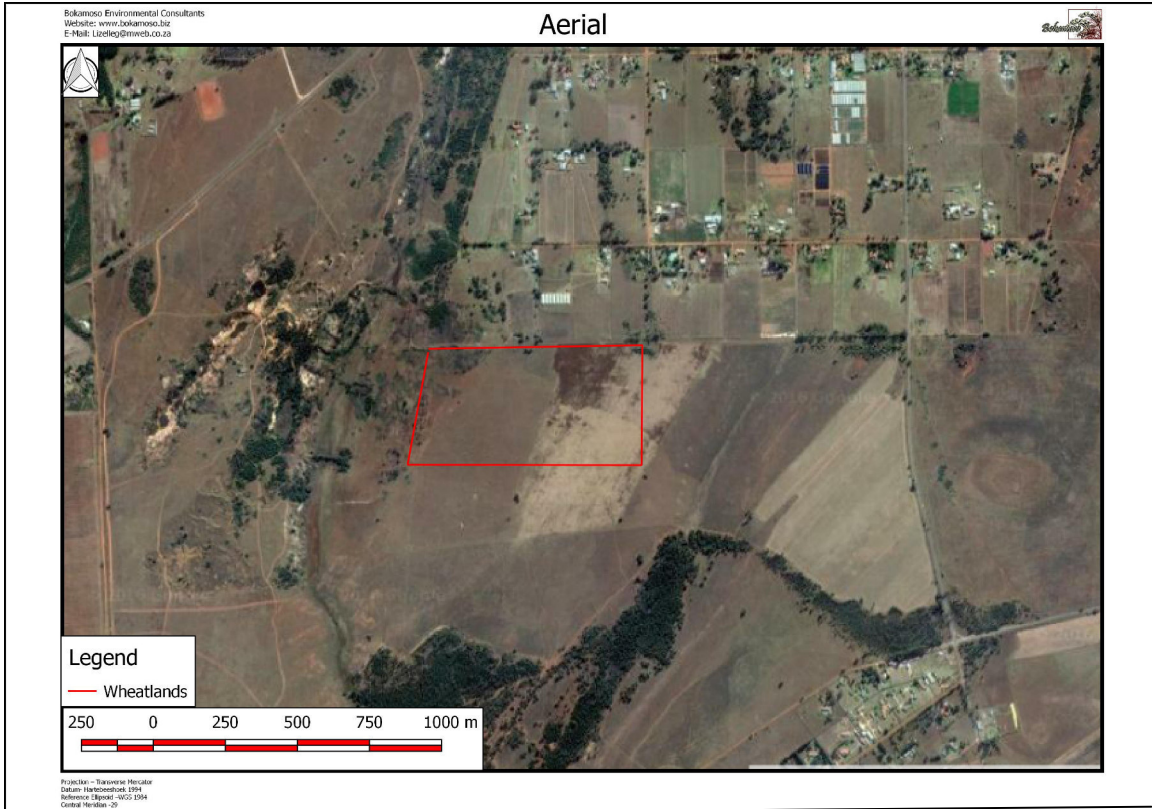 Bokamoso Environmental Consultants
Website: www.bokamoso.biz
E-Mail: Lizelleg@mweb.co.za
Aerial
Bokamoso
Legend
Wheatlands
250 0 250 500 750 1000 m
Projection – Transverse Mercator
Datum- Hartebeeshoek 1994
Reference Ellipsoid –WGS 1984
Central Meridian -29